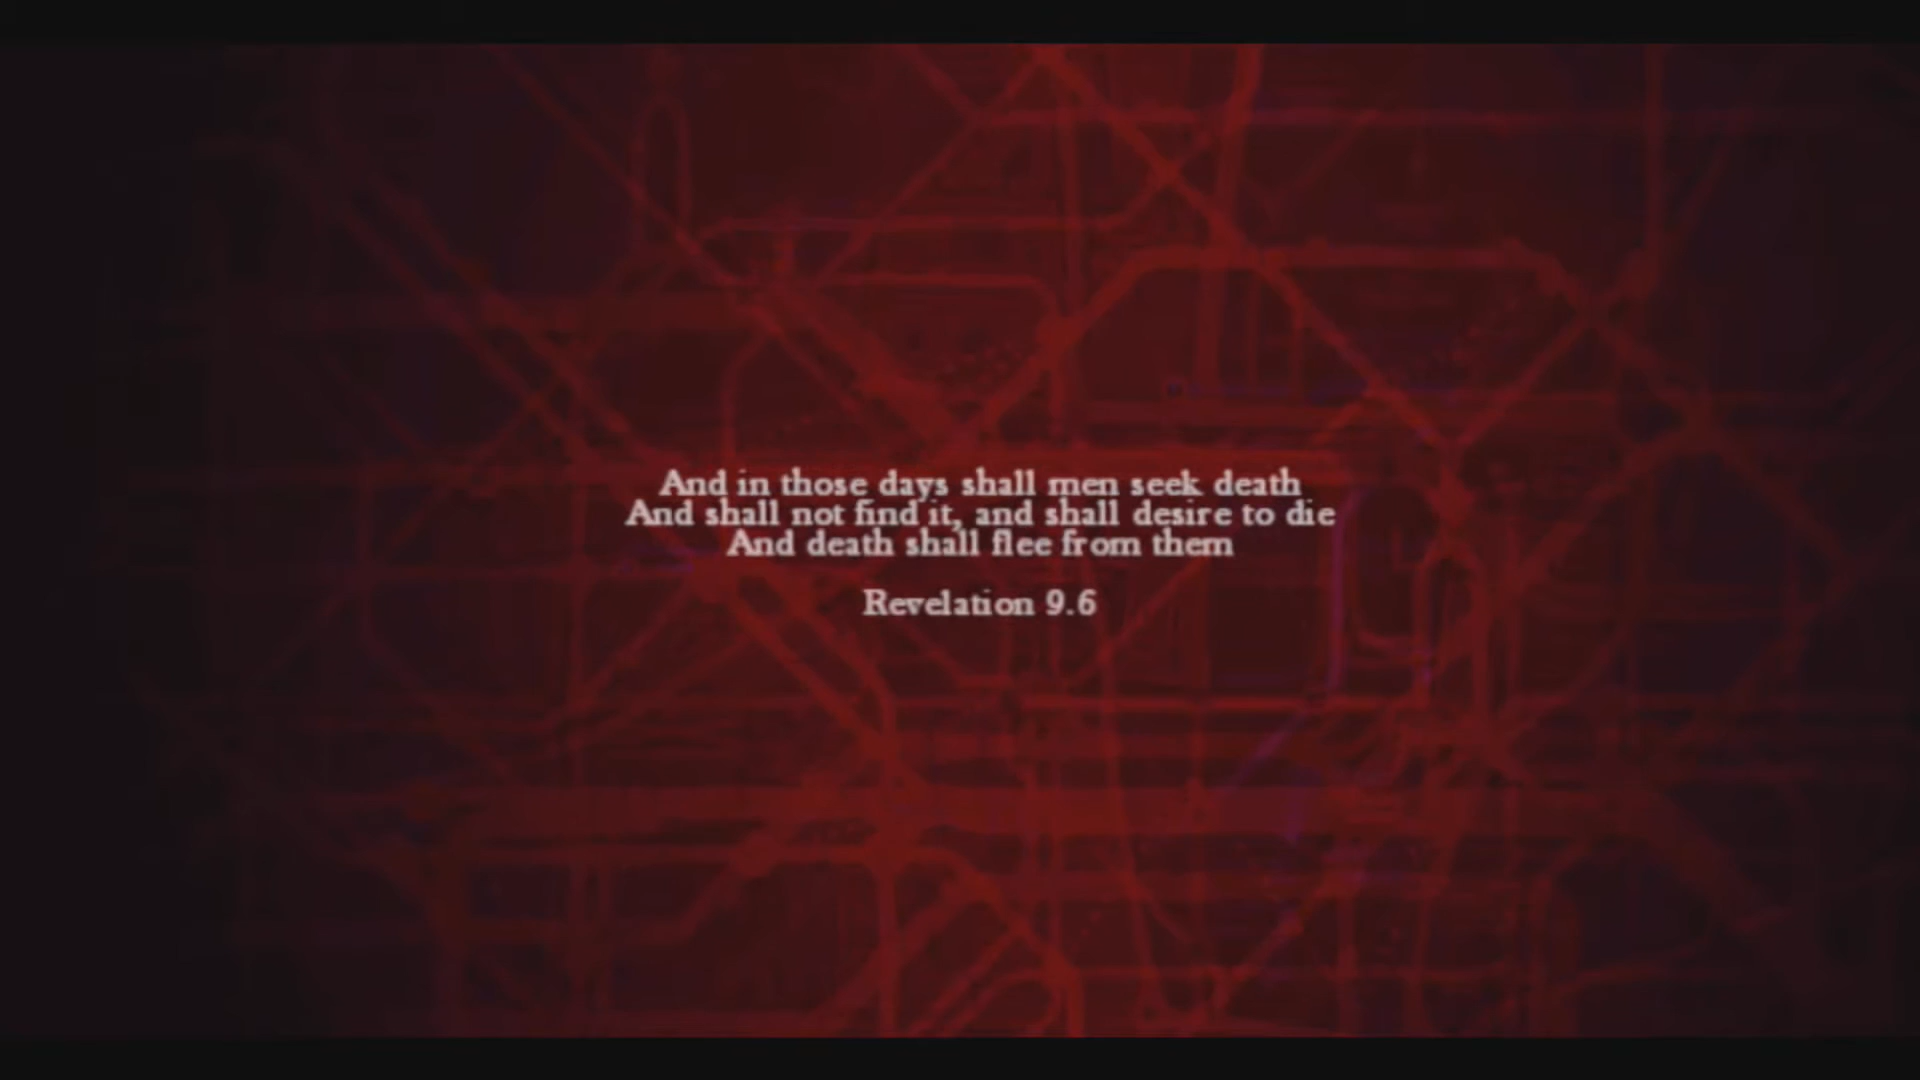 And in those days shall men seek death
And shall not find it, and shall desire to die
And death shall flee from them
Revelation 9.6